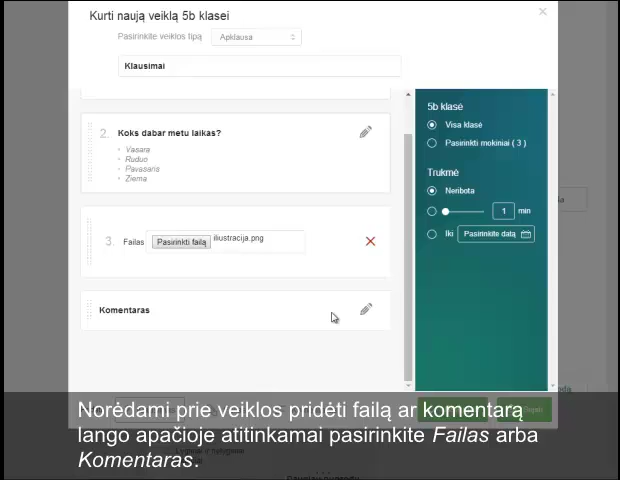 Kurti naują veiklą 5b klasei
Pasirinkite veiklos tipą Apklausa
Klausimai
2. Koks dabar metu laikas?
Vasara
Ruduo
Pavasaris
Žiema
3. Failas Pasirinkti failą iliustracija.png
Komentaras
5b klasė
Visa klasė
Pasirinkti mokiniai ( 3 )
Trukmė
Neribota
1 min
Iki Pasirinkite datą
Norėdami prie veiklos pridėti failą ar komentarą
lango apačioje atitinkamai pasirinkite Failas arba
Komentaras.